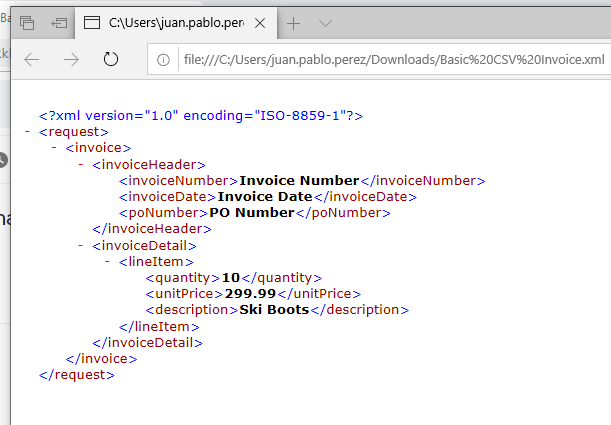 Ba
C:\Users\juan.pablo.pere
file:///C:/Users/juan.pablo.perez/Downloads/Basic%20CSV%20Invoice.xml
<?xml version="1.0" encoding="ISO-8859-1"?>
- <request>
- <invoice>
- <invoiceHeader>
<invoiceNumber>Invoice Number</invoiceNumber>
<invoiceDate>Invoice Date</invoiceDate>
<poNumber>PO Number</poNumber>
</invoiceHeader>
- <invoiceDetail>
- <lineItem>
<quantity>10</quantity>
<unitPrice>299.99</unitPrice>
<description>Ski Boots</description>
</lineItem>
</invoiceDetail>
</invoice>
</request>